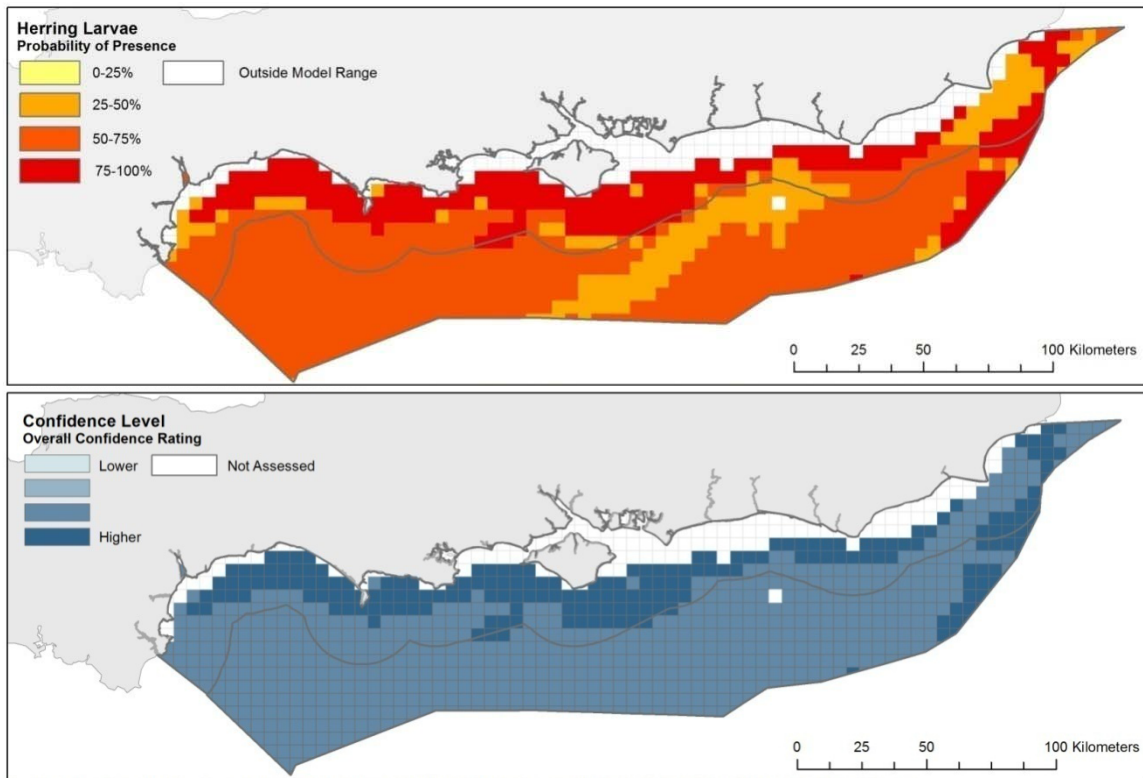 Herring Larvae
Probability of Presence
0-25% Outside Model Range
25-50%
50-75%
75-100%
0 25 50 100 Kilometers
Confidence Level
Overall Confidence Rating
Lower Not Assessed
Higher
0 25 50 100 Kilometers